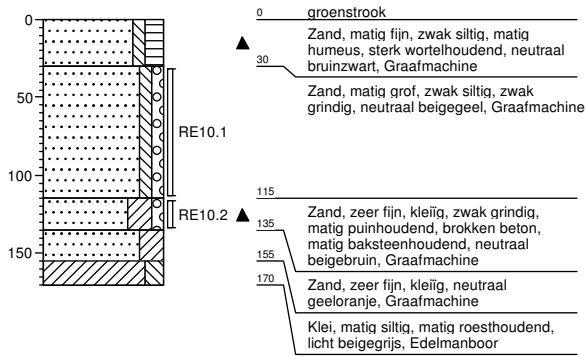 0
50
100
150
RE10.1
RE10.2
0
groenstrook
Zand, matig fijn, zwak siltig, matig
humeus, sterk wortelhoudend, neutraal
bruinzwart, Graafmachine
30
Zand, matig grof, zwak siltig, zwak
grindig, neutraal beigegeel, Graafmachine
115
Zand, zeer fijn, kleiïg, zwak grindig,
matig puinhoudend, brokken beton,
matig baksteenhoudend, neutraal
beigebruin, Graafmachine
135
Zand, zeer fijn, kleiïg, neutraal
geeloranje, Graafmachine
155
Klei, matig siltig, matig roesthoudend,
licht beigegrijs, Edelmanboor
170